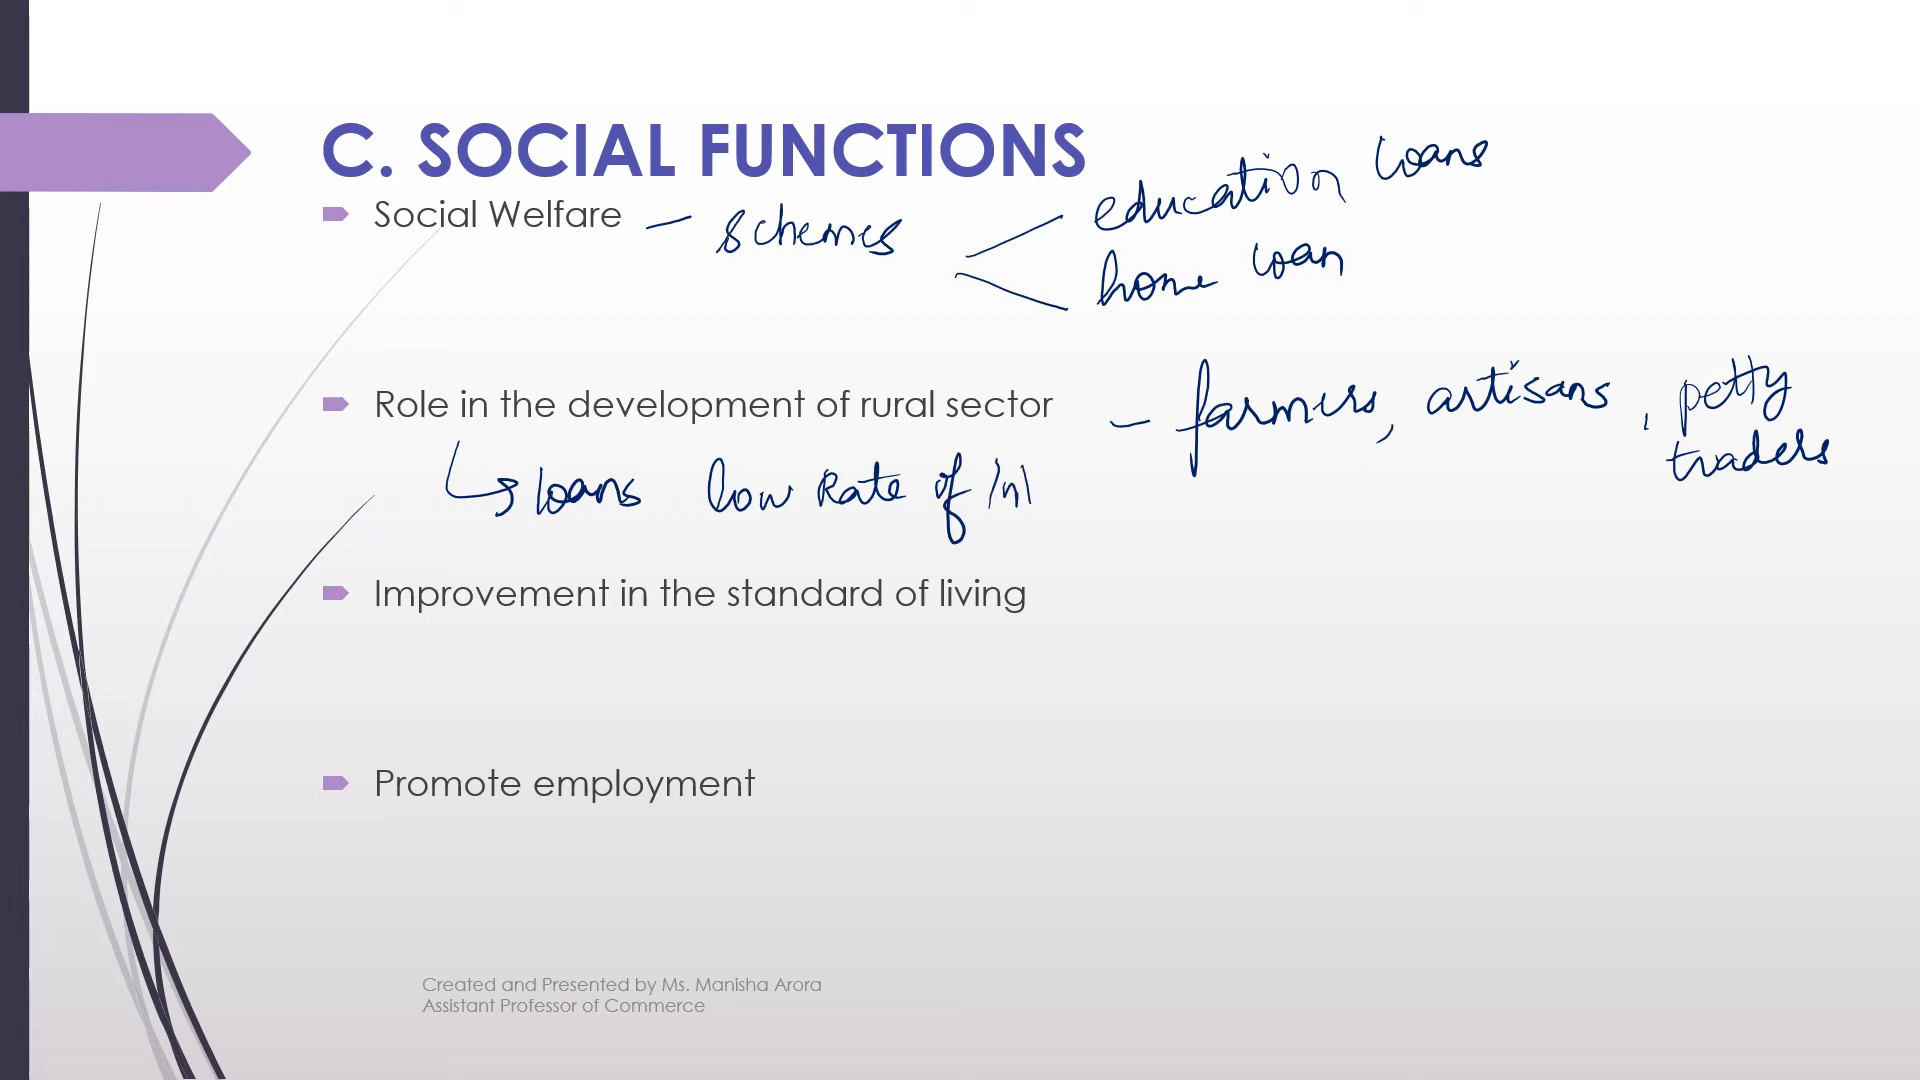 C. SOCIAL FUNCTIONS
Social Welfare – schemes
education loans
home loan
Role in the development of rural sector – farmers, artisans, petty
traders
loans low Rate of
Improvement in the standard of living
Promote employment
Created and Presented by Ms. Manisha Arora
Assistant Professor of Commerce